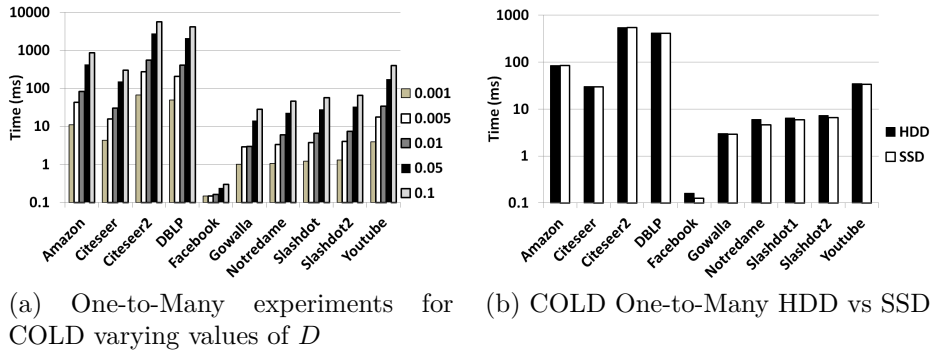 10000
1000
100
10
1
0.1
Time (ms)
Amazon
Citeseer
Citeseer2
DBLP
Facebook
Gowalla
Notredame
Slashdot
Slashdot2
Youtube
0.001
0.005
0.01
0.05
0.1
(a) One-to-Many experiments for
COLD varying values of D
1000
100
10
1
0.1
Time (ms)
Amazon
Citeseer
Citeseer2
DBLP
Facebook
Gowalla
Notredame
Slashdot1
Slashdot2
Youtube
HDD
SSD
(b) COLD One-to-Many HDD vs SSD